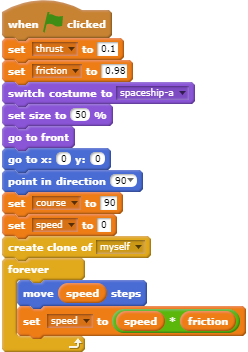 when clicked
set thrust to 0.1
set friction to 0.98
switch costume to spaceship-a
set size to 50 %
go to front
go to x: 0 y: 0
point in direction 90
set course to 90
set speed to 0
create clone of myself
forever
move speed steps
set speed to speed * friction